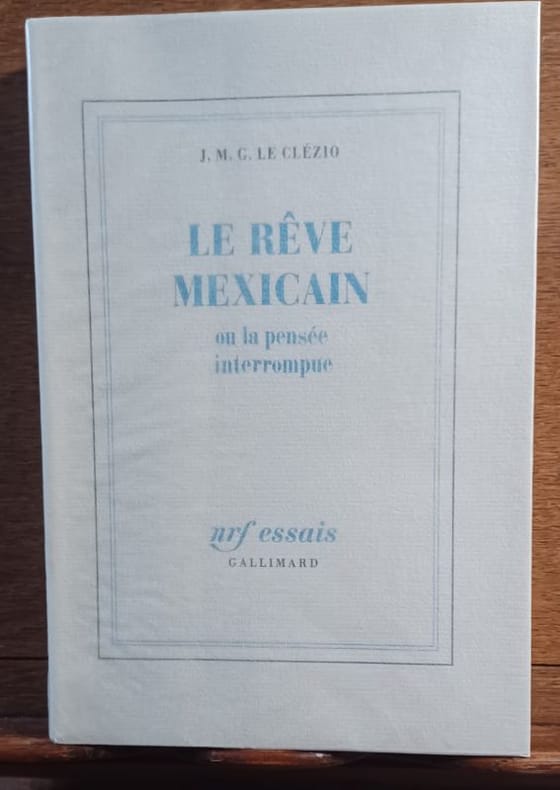 J. M. G. LE CLÉZIO
LE RÊVE
MEXICAIN
ou la pensée
interrompue
nrf essais
GALLIMARD